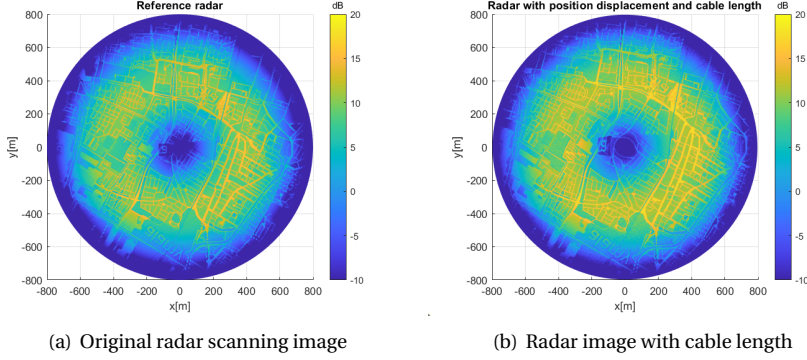 Reference radar
dB
800
600
400
200
0
-200
-400
-600
-800
y[m]
-800 -600 -400 -200 0 200 400 600 800
x[m]
20
15
10
5
0
-5
-10
(a) Original radar scanning image
Radar with position displacement and cable length
dB
800
600
400
200
0
-200
-400
-600
-800
y[m]
-800 -600 -400 -200 0 200 400 600 800
x[m]
20
15
10
5
0
-5
-10
.
(b) Radar image with cable length